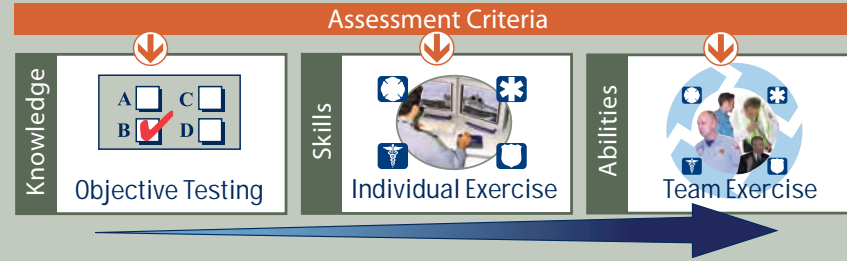 Assessment Criteria
Knowledge
A C
B D
Objective Testing
Skills
Individual Exercise
Abilities
Team Exercise